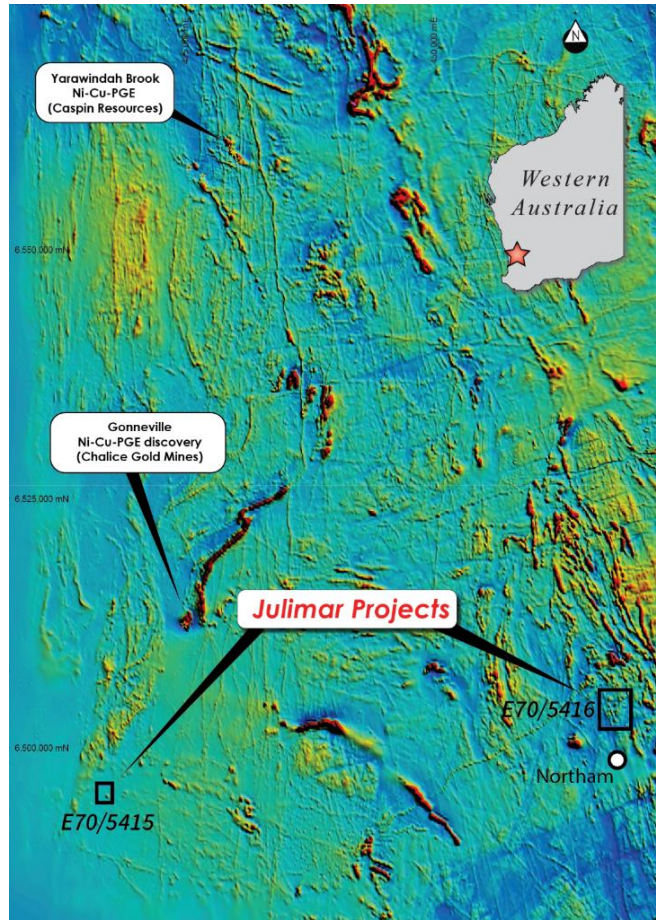 N
Yarawindah Brook
Ni-Cu-PGE
(Caspin Resources)
Western
Australia
6,550,000 mN
Gonneville
Ni-Cu-PGE discovery
(Chalice Gold Mines)
6,525,000 mN
Julimar Projects
E70/5416
6,500,000 mN
Northam
E70/5415